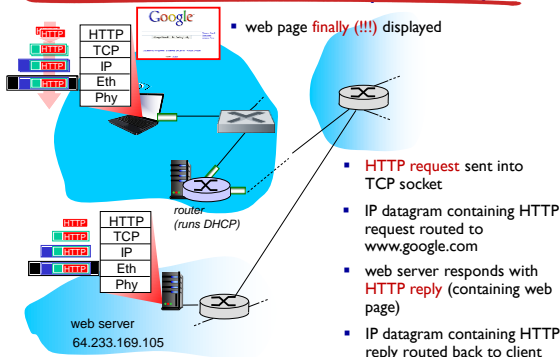 Google
web page finally (!!!) displayed
HTTP
HTTP
HTTP
HTTP
HTTP
TCP
IP
Eth
Phy
router
(runs DHCP)
HTTP request sent into
TCP socket
IP datagram containing HTTP
request routed to
www.google.com
web server responds with
HTTP reply (containing web
page)
IP datagram containing HTTP
reply routed back to client
HTTP
HTTP
HTTP
HTTP
HTTP
TCP
IP
Eth
Phy
web server
64.233.169.105